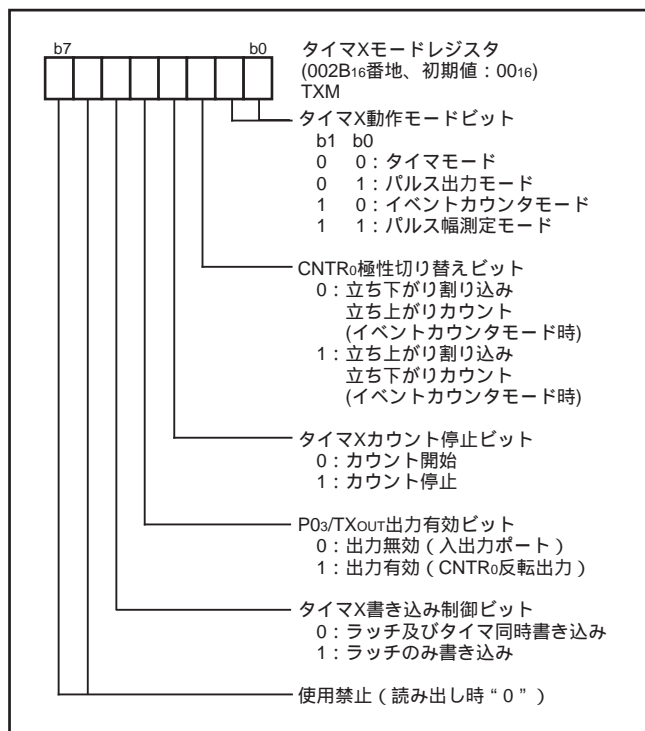 b7 b0
タイマXモードレジスタ
(002B16番地、初期値：0016)
TXM
タイマX動作モードビット
b1 b0
0 0：タイマモード
0 1：パルス出力モード
1 0：イベントカウンタモード
1 1：パルス幅測定モード
CNTR0極性切り替えビット
0：立ち下がり割り込み
立ち上がりカウント
(イベントカウンタモード時)
1：立ち上がり割り込み
立ち下がりカウント
(イベントカウンタモード時)
タイマXカウント停止ビット
0：カウント開始
1：カウント停止
P03/TXOUT出力有効ビット
0：出力無効（入出力ポート）
1：出力有効（CNTR0反転出力）
タイマX書き込み制御ビット
0：ラッチ及びタイマ同時書き込み
1：ラッチのみ書き込み
使用禁止（読み出し時“0”）